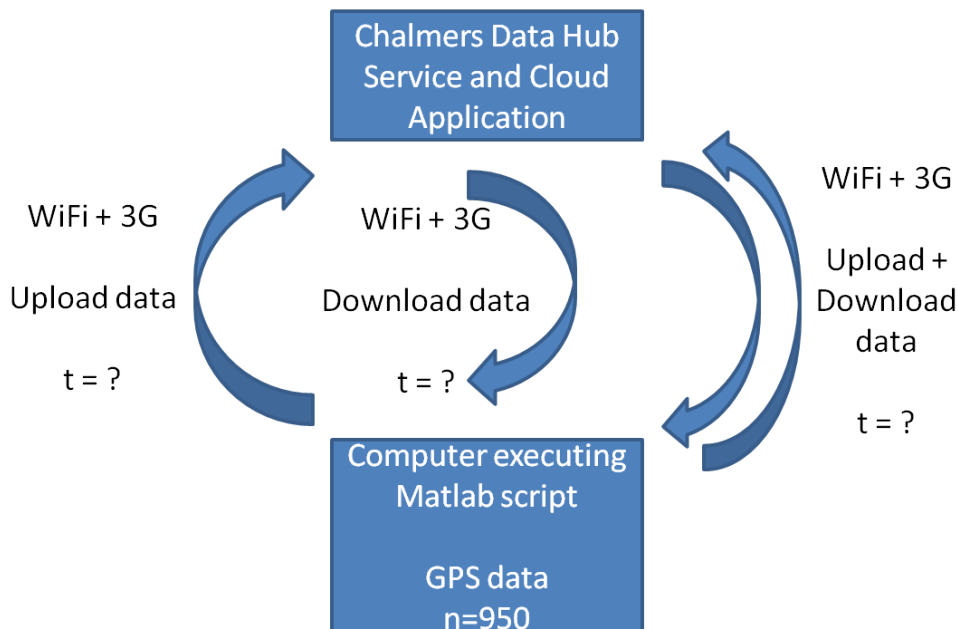 Chalmers Data Hub
Service and Cloud
Application
WiFi + 3G
Upload data
t = ?
WiFi + 3G
Download data
t = ?
WiFi + 3G
Upload +
Download
data
t = ?
Computer executing
Matlab script
GPS data
n=950